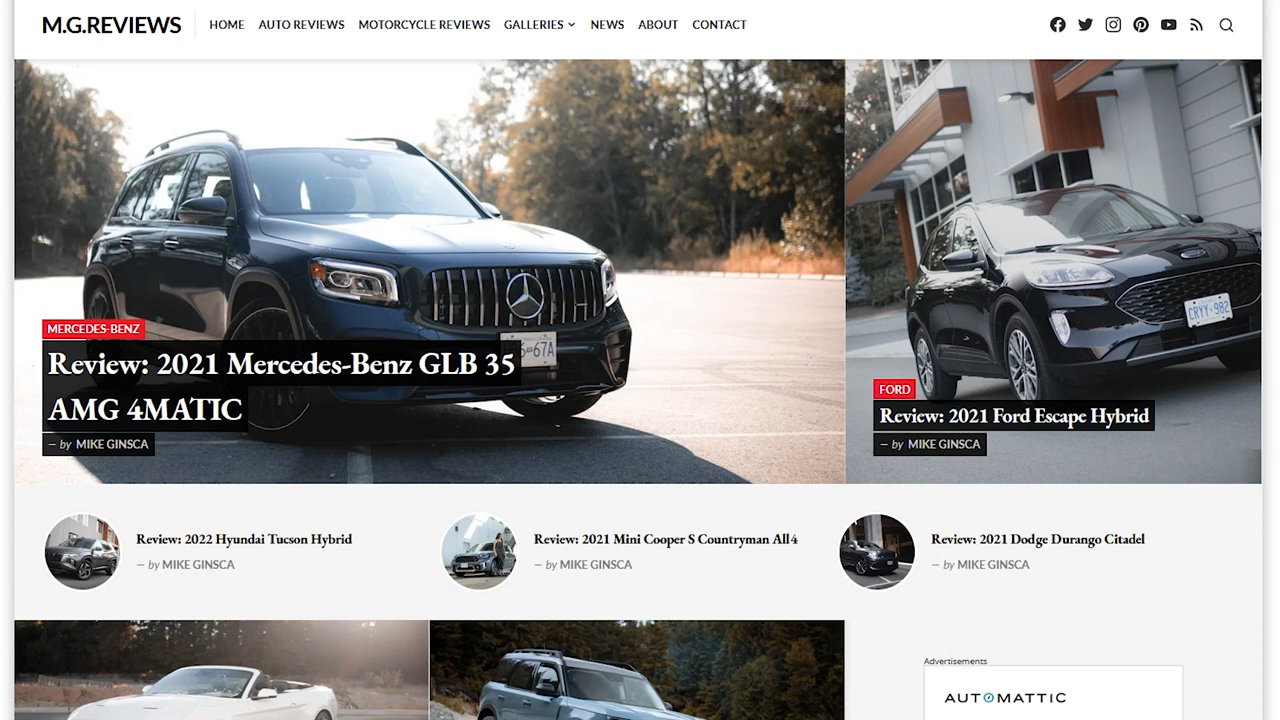 M.G.REVIEWS
HOME AUTO REVIEWS MOTORCYCLE REVIEWS GALLERIES NEWS ABOUT CONTACT
MERCEDES-BENZ
Review: 2021 Mercedes-Benz GLB 35
AMG 4MATIC
— by MIKE GINSCA
CRYY-982
FORD
Review: 2021 Ford Escape Hybrid
— by MIKE GINSCA
Review: 2022 Hyundai Tucson Hybrid
— by MIKE GINSCA
Review: 2021 Mini Cooper S Countryman All4
— by MIKE GINSCA
Review: 2021 Dodge Durango Citadel
— by MIKE GINSCA
Advertisements
AUTOMATTIC